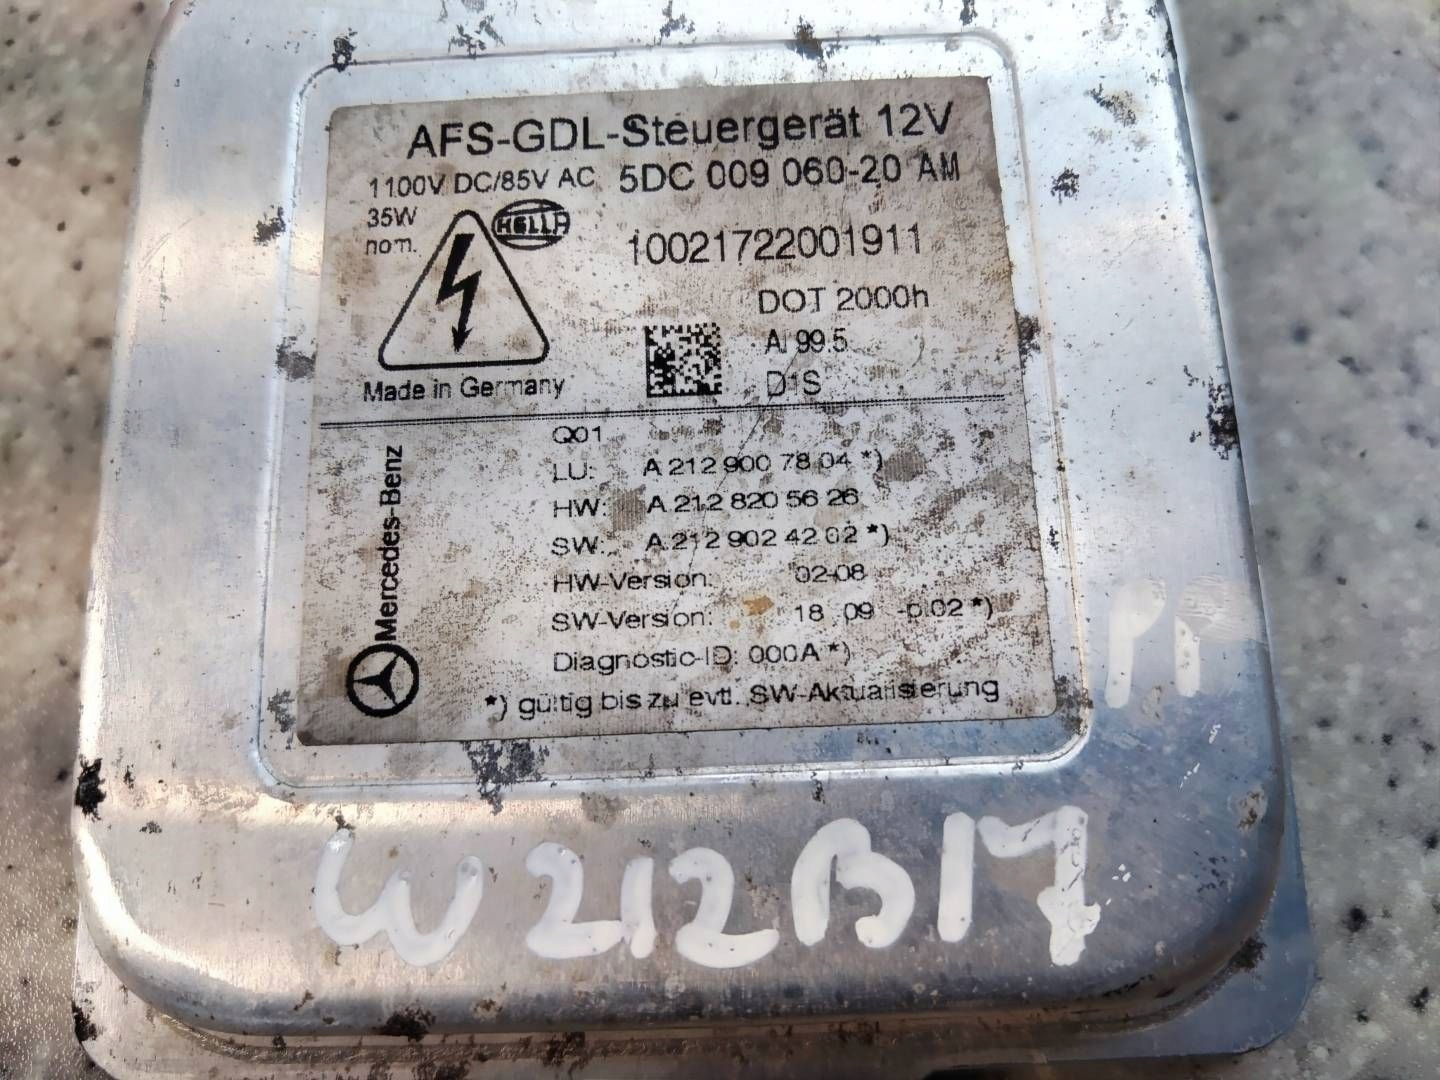 AFS-GDL-Steuergerät 12V
1100V DC/85V AC 5DC 009 060-20 AM
35W
nom.
HELLA
10021722001911
DOT 2000h
Al 99.5
D1S
Made in Germany
Mercedes-Benz
Q01
LU: A 212 900 78 04 *)
HW: A 212 820 56 26
SW: A 212 902 42 02 *)
HW-Version: 02-08
SW-Version: 18 09 -p.02 *)
Diagnostic-ID: 000A *)
*) gültig bis zu evtl. SW-Aktualisierung
W212B17